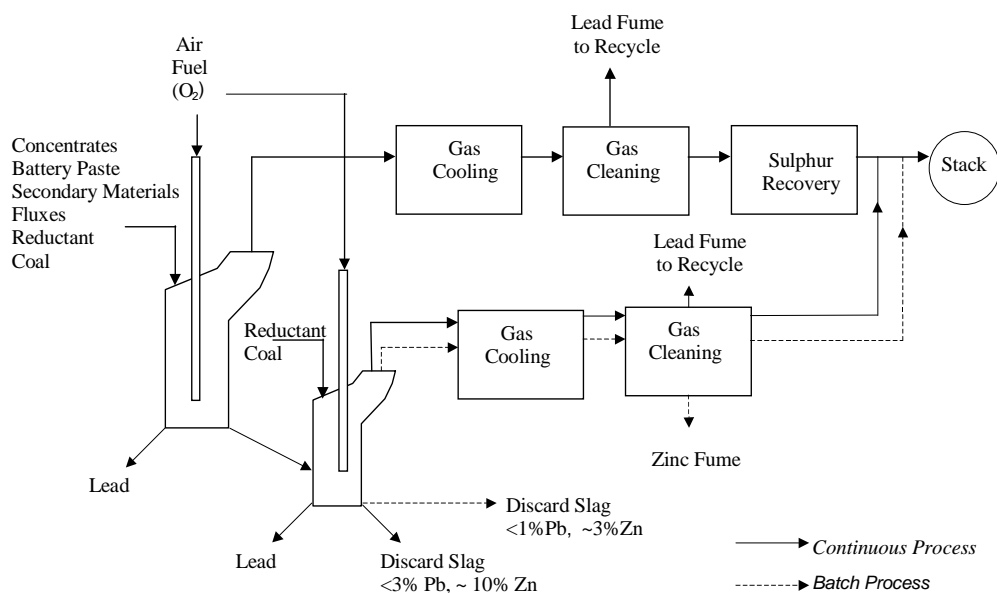 Air
Fuel
(O₂)
Concentrates
Battery Paste
Secondary Materials
Fluxes
Reductant
Coal
Lead Fume
to Recycle
Gas
Cooling
Gas
Cleaning
Sulphur
Recovery
Stack
Lead Fume
to Recycle
Reductant
Coal
Gas
Cooling
Gas
Cleaning
Zinc Fume
Lead
Lead
Discard Slag
<1%Pb, ~3%Zn
Discard Slag
<3% Pb, ~ 10% Zn
Continuous Process
Batch Process